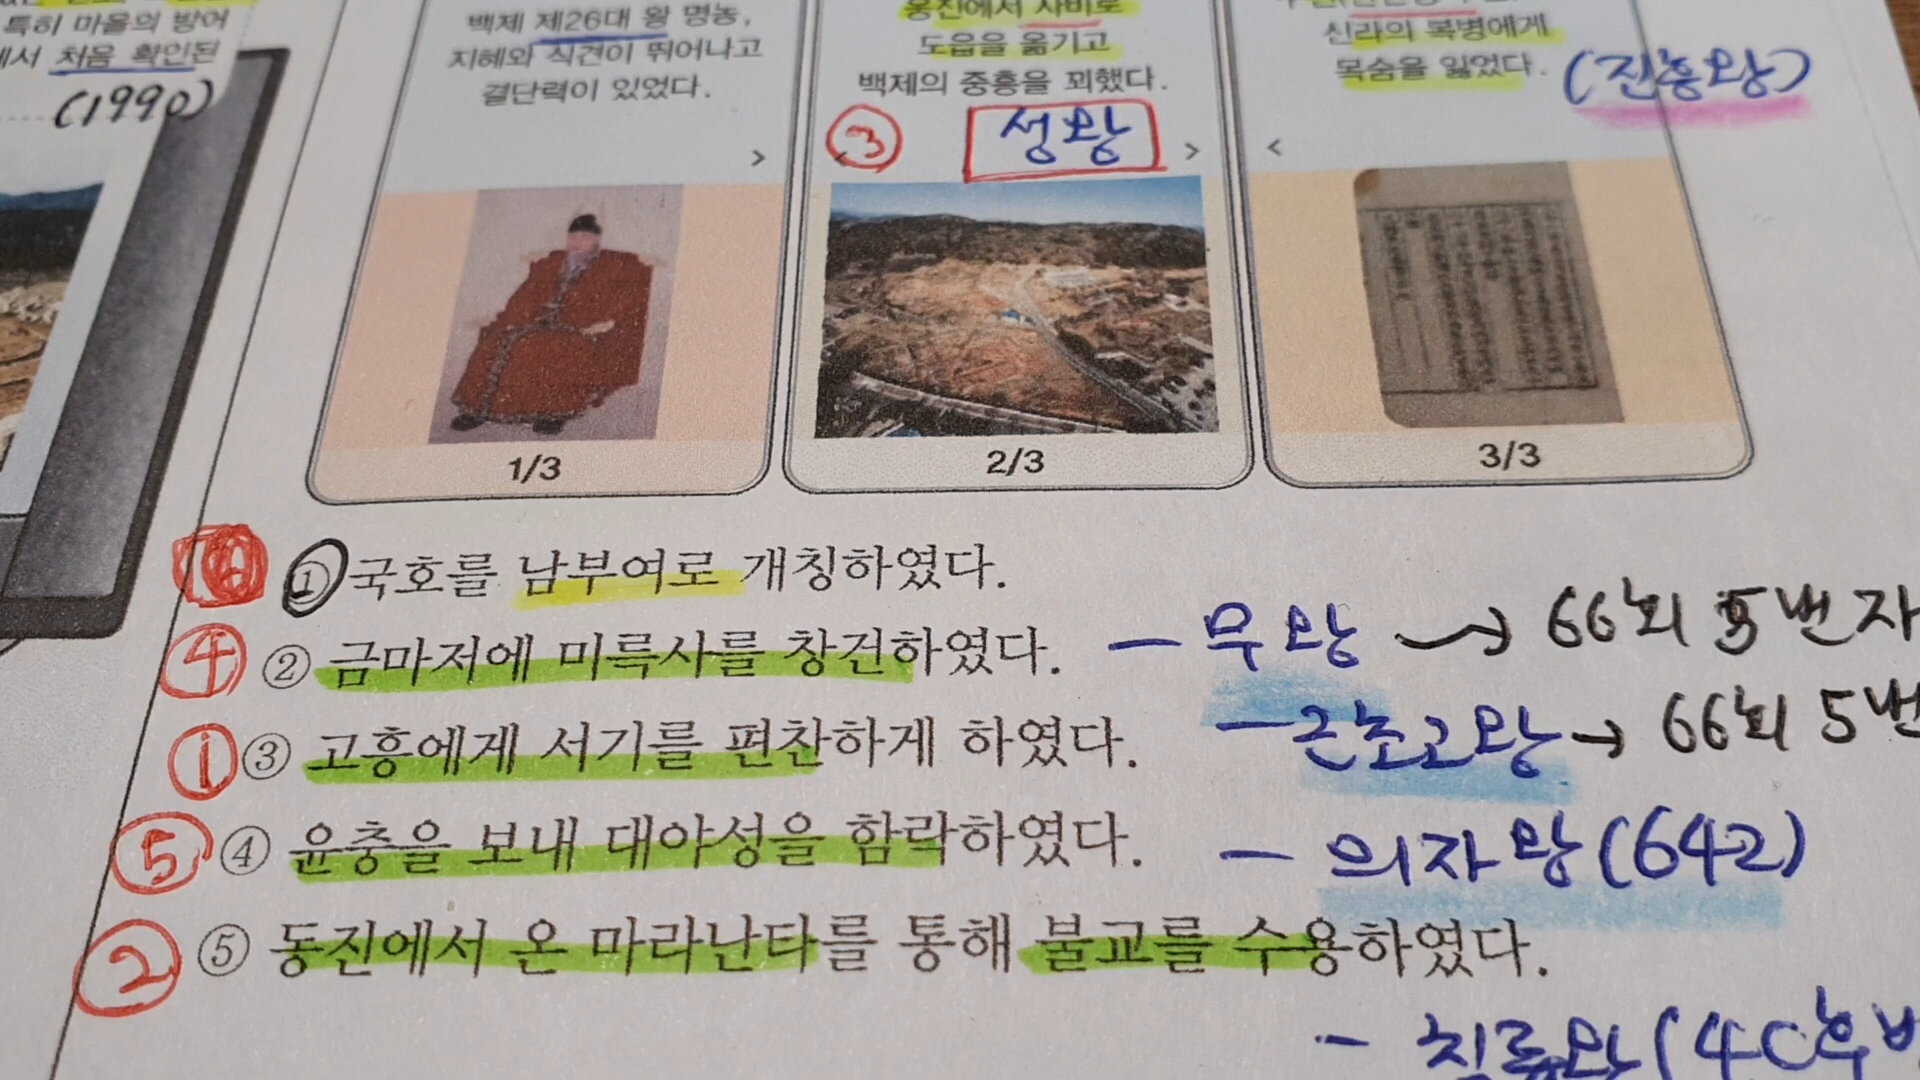 특히 마을의 방어
에서 처음 확인된
(1990)
백제 제26대 왕 명농,
지혜와 식견이 뛰어나고
결단력이 있었다.
웅진에서 사비로
도읍을 옮기고
백제의 중흥을 꾀했다.
③ 성왕
신라의 복병에게
목숨을 잃었다.
(진흥왕)
1/3
2/3
3/3
① 국호를 남부여로 개칭하였다.
④ ② 금마저에 미륵사를 창건하였다. - 무왕 → 66회 5번 자
① ③ 고흥에게 서기를 편찬하게 하였다. - 근초고왕 → 66회 5번
⑤ ④ 윤충을 보내 대야성을 함락하였다. - 의자왕 (642)
② ⑤ 동진에서 온 마라난타를 통해 불교를 수용하였다.
- 침류왕 (4C후반